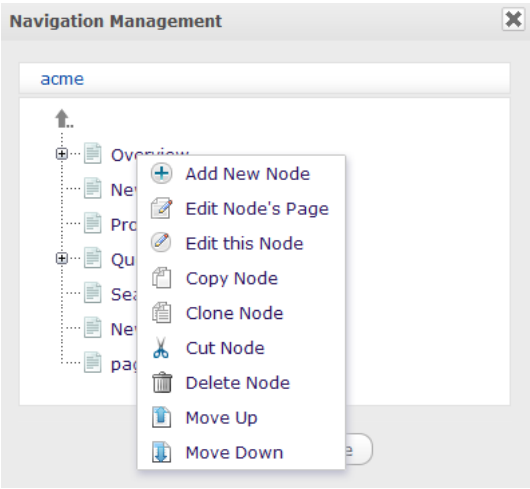 Navigation Management
acme
Overview
Add New Node
Edit Node's Page
Edit this Node
Copy Node
Clone Node
Cut Node
Delete Node
Move Up
Move Down